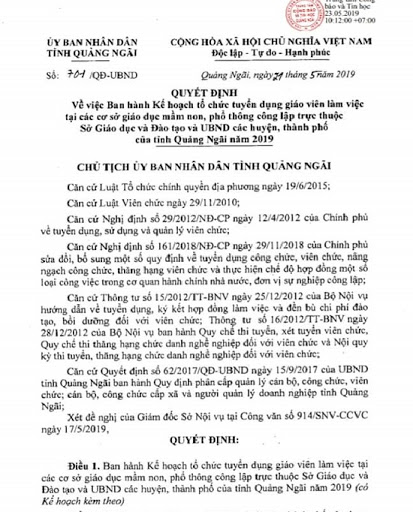 23.05.2019
báo và Tin học
10:12:00 +07:00
ỦY BAN NHÂN DÂN
TỈNH QUẢNG NGÃI
CỘNG HÒA XÃ HỘI CHỦ NGHĨA VIỆT NAM
Độc lập - Tự do - Hạnh phúc
Số: 701 /QĐ-UBND
Quảng Ngãi, ngày 21 tháng 5 năm 2019
QUYẾT ĐỊNH
Về việc Ban hành Kế hoạch tổ chức tuyển dụng giáo viên làm việc
tại các cơ sở giáo dục mầm non, phổ thông công lập trực thuộc
Sở Giáo dục và Đào tạo và UBND các huyện, thành phố
của tỉnh Quảng Ngãi năm 2019
CHỦ TỊCH ỦY BAN NHÂN DÂN TỈNH QUẢNG NGÃI
Căn cứ Luật Tổ chức chính quyền địa phương ngày 19/6/2015;
Căn cứ Luật Viên chức ngày 29/11/2010;
Căn cứ Nghị định số 29/2012/NĐ-CP ngày 12/4/2012 của Chính phủ
về tuyển dụng, sử dụng và quản lý viên chức;
Căn cứ Nghị định số 161/2018/NĐ-CP ngày 29/11/2018 của Chính phủ
sửa đổi, bổ sung một số quy định về tuyển dụng công chức, viên chức, nâng
ngạch công chức, thăng hạng viên chức và thực hiện chế độ hợp đồng một số
loại công việc trong cơ quan hành chính nhà nước, đơn vị sự nghiệp công lập;
Căn cứ Thông tư số 15/2012/TT-BNV ngày 25/12/2012 của Bộ Nội vụ
hướng dẫn về tuyển dụng, ký kết hợp đồng làm việc và đền bù chi phí đào
tạo, bồi dưỡng đối với viên chức; Thông tư số 16/2012/TT-BNV ngày
28/12/2012 của Bộ Nội vụ ban hành Quy chế thi tuyển, xét tuyển viên chức,
Quy chế thi thăng hạng chức danh nghề nghiệp đối với viên chức và Nội quy
kỳ thi tuyển, thăng hạng chức danh nghề nghiệp đối với viên chức;
Căn cứ Quyết định số 62/2017/QĐ-UBND ngày 15/9/2017 của UBND
tỉnh Quảng Ngãi ban hành Quy định phân cấp quản lý cán bộ, công chức, viên
chức; cán bộ, công chức cấp xã và người quản lý doanh nghiệp tỉnh Quảng
Ngãi;
Xét đề nghị của Giám đốc Sở Nội vụ tại Công văn số 914/SNV-CCVC
ngày 17/5/2019,
QUYẾT ĐỊNH:
Điều 1. Ban hành Kế hoạch tổ chức tuyển dụng giáo viên làm việc tại
các cơ sở giáo dục mầm non, phổ thông công lập trực thuộc Sở Giáo dục và
Đào tạo và UBND các huyện, thành phố của tỉnh Quảng Ngãi năm 2019 (có
Kế hoạch kèm theo)